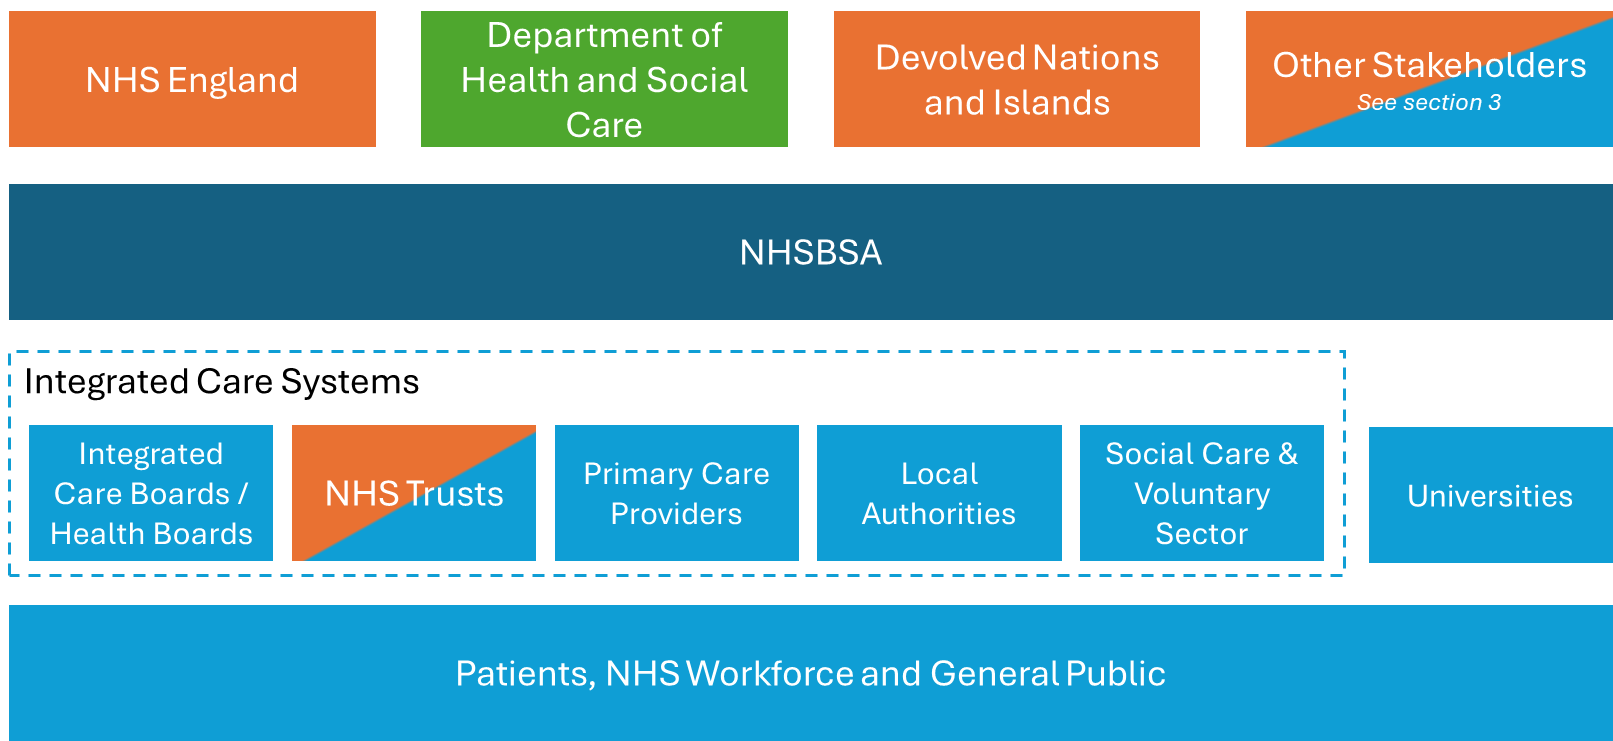 NHS England
Department of
Health and Social
Care
Devolved Nations
and Islands
Other Stakeholders
See section 3
NHSBSA
Integrated Care Systems
Integrated
Care Boards /
Health Boards
NHS Trusts
Primary Care
Providers
Local
Authorities
Social Care &
Voluntary
Sector
Universities
Patients, NHS Workforce and General Public